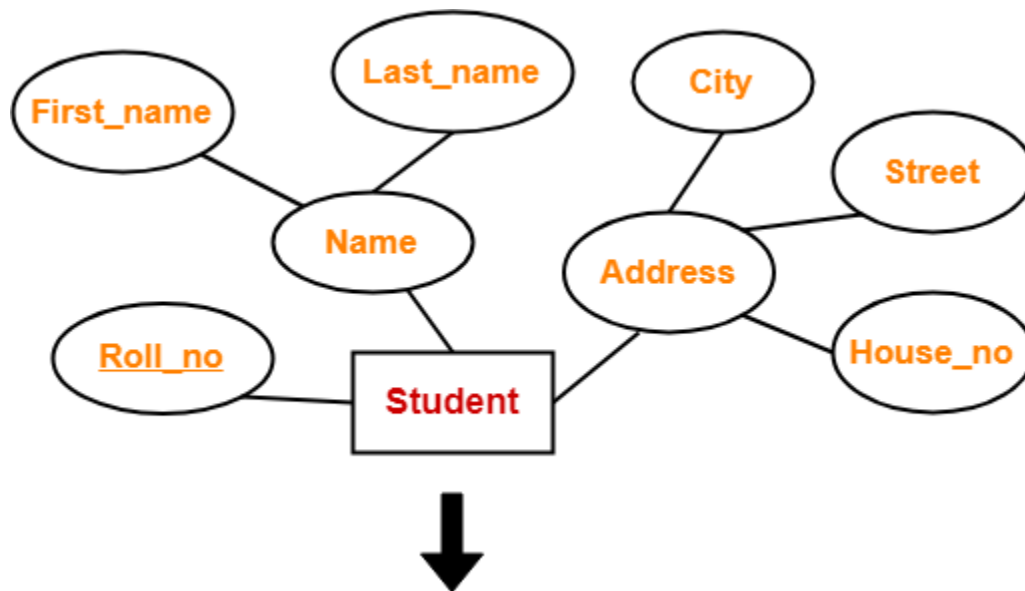 Last_name
City
First_name
Street
Name
Address
Roll_no
House_no
Student